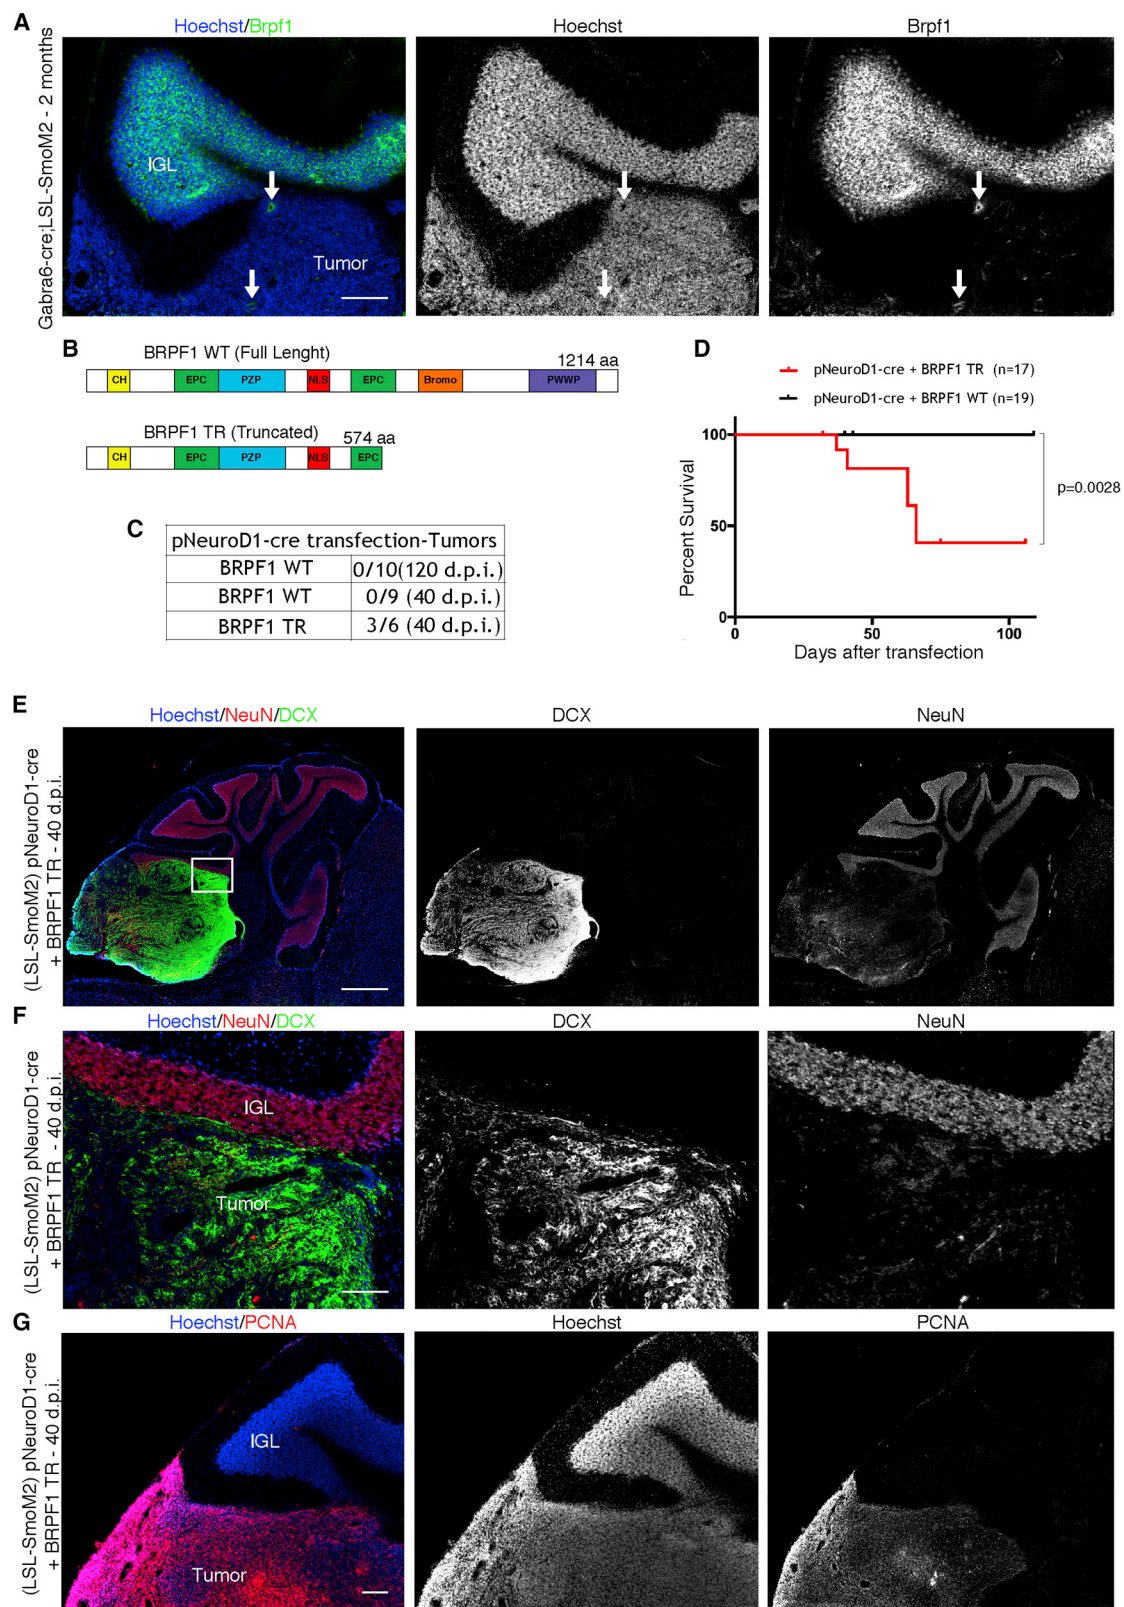 A
Hoechst/Brpf1
Hoechst
Brpf1
Gabra6-cre;LSL-SmoM2 - 2 months
IGL
Tumor
B
BRPF1 WT (Full Lenght)
1214 aa
CH EPC PZP NLS EPC Bromo PWWP
BRPF1 TR (Truncated)
574 aa
CH EPC PZP NLS EPC
C
pNeuroD1-cre transfection-Tumors
BRPF1 WT 0/10(120 d.p.i.)
BRPF1 WT 0/9 (40 d.p.i.)
BRPF1 TR 3/6 (40 d.p.i.)
D
pNeuroD1-cre + BRPF1 TR (n=17)
pNeuroD1-cre + BRPF1 WT (n=19)
100
50
0
Percent Survival
p=0.0028
0 50 100
Days after transfection
E
Hoechst/NeuN/DCX
DCX
NeuN
(LSL-SmoM2) pNeuroD1-cre
+ BRPF1 TR - 40 d.p.i.
F
Hoechst/NeuN/DCX
DCX
NeuN
(LSL-SmoM2) pNeuroD1-cre
+ BRPF1 TR - 40 d.p.i.
IGL
Tumor
G
Hoechst/PCNA
Hoechst
PCNA
(LSL-SmoM2) pNeuroD1-cre
+ BRPF1 TR - 40 d.p.i.
IGL
Tumor